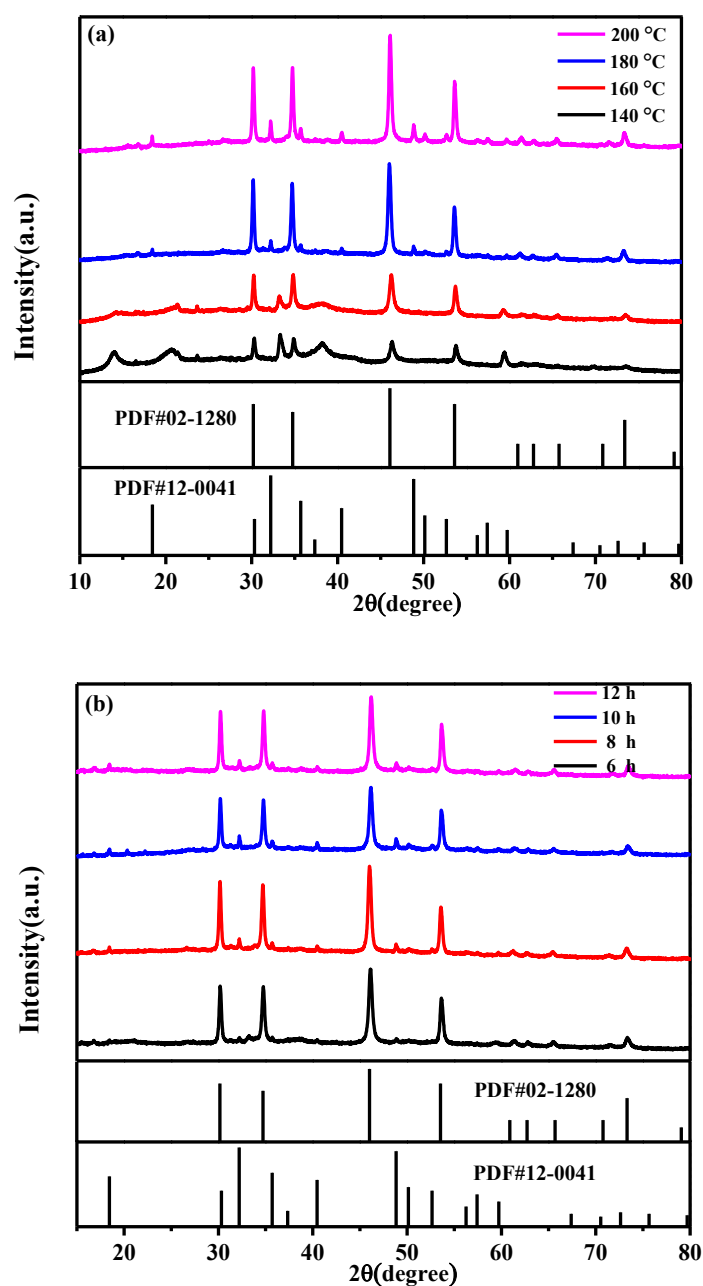 (a)
200 °C
180 °C
160 °C
140 °C
Intensity(a.u.)
PDF#02-1280
PDF#12-0041
10 20 30 40 50 60 70 80
2θ(degree)
(b)
12 h
10 h
8 h
6 h
Intensity(a.u.)
PDF#02-1280
PDF#12-0041
20 30 40 50 60 70 80
2θ(degree)